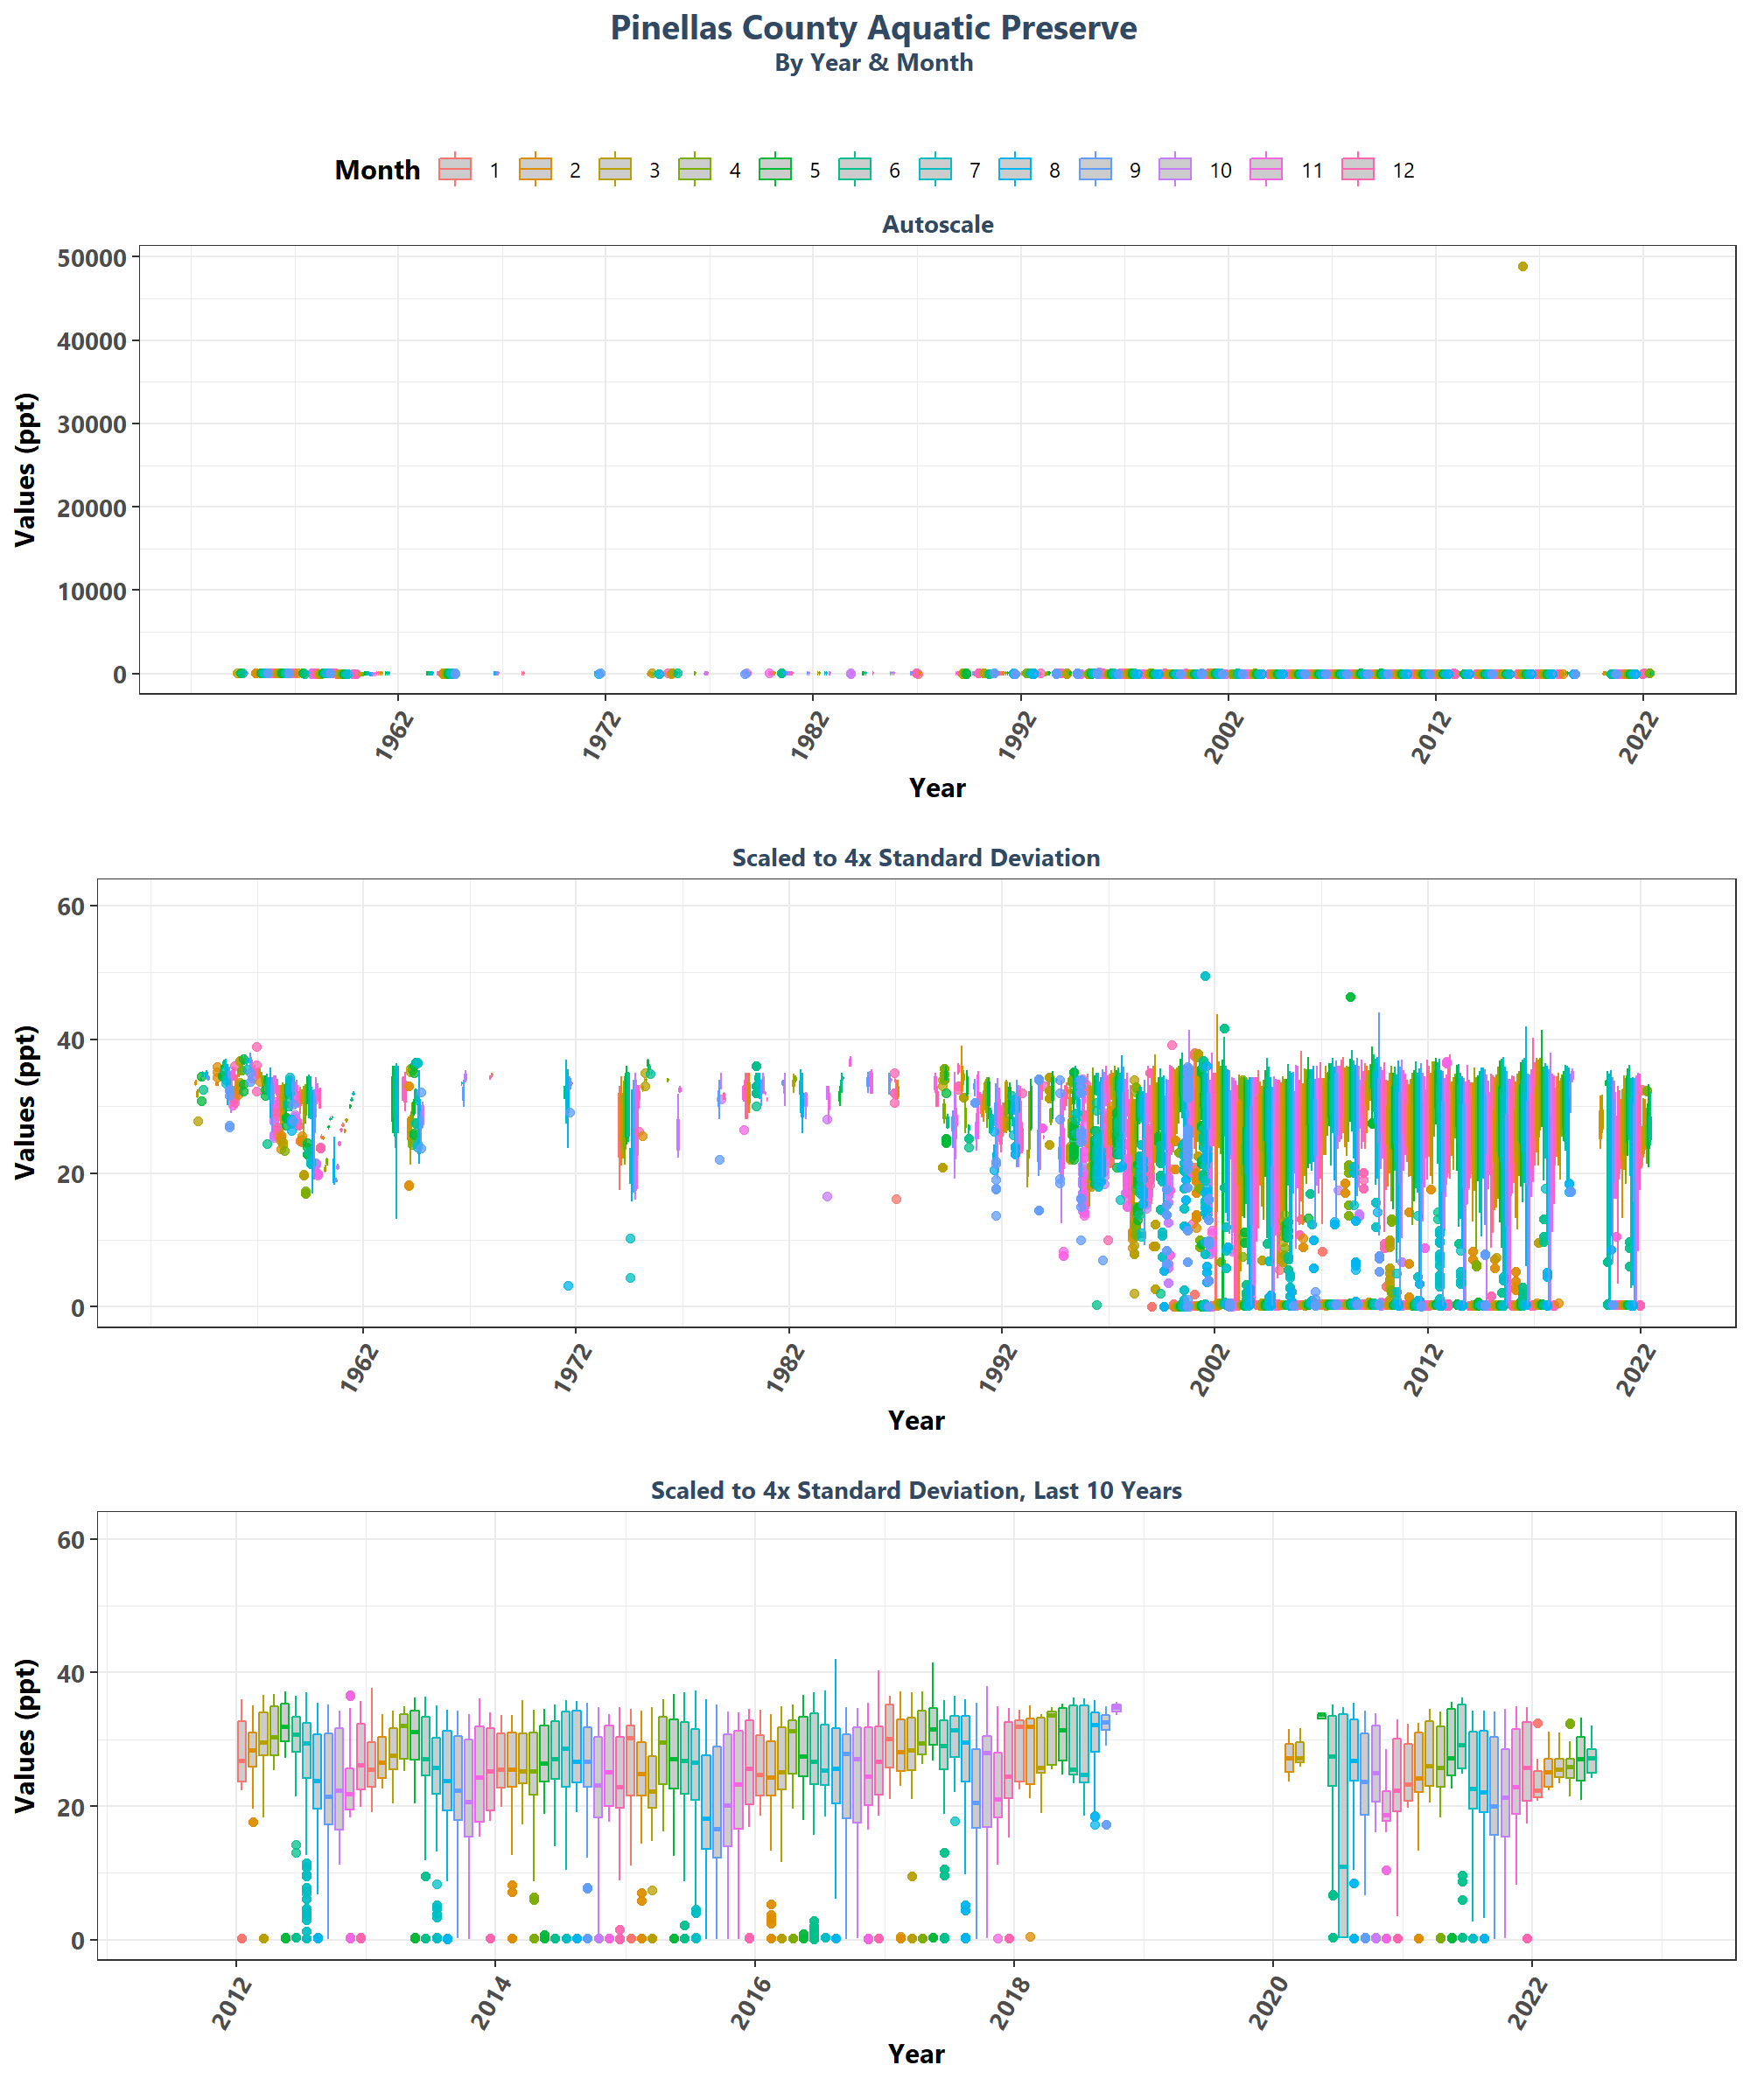 Pinellas County Aquatic Preserve
By Year & Month
Month 1 2 3 4 5 6 7 8 9 10 11 12
Autoscale
Values (ppt)
50000
40000
30000
20000
10000
0
1962 1972 1982 1992 2002 2012 2022
Year
Scaled to 4x Standard Deviation
Values (ppt)
60
40
20
0
1962 1972 1982 1992 2002 2012 2022
Year
Scaled to 4x Standard Deviation, Last 10 Years
Values (ppt)
60
40
20
0
2012 2014 2016 2018 2020 2022
Year